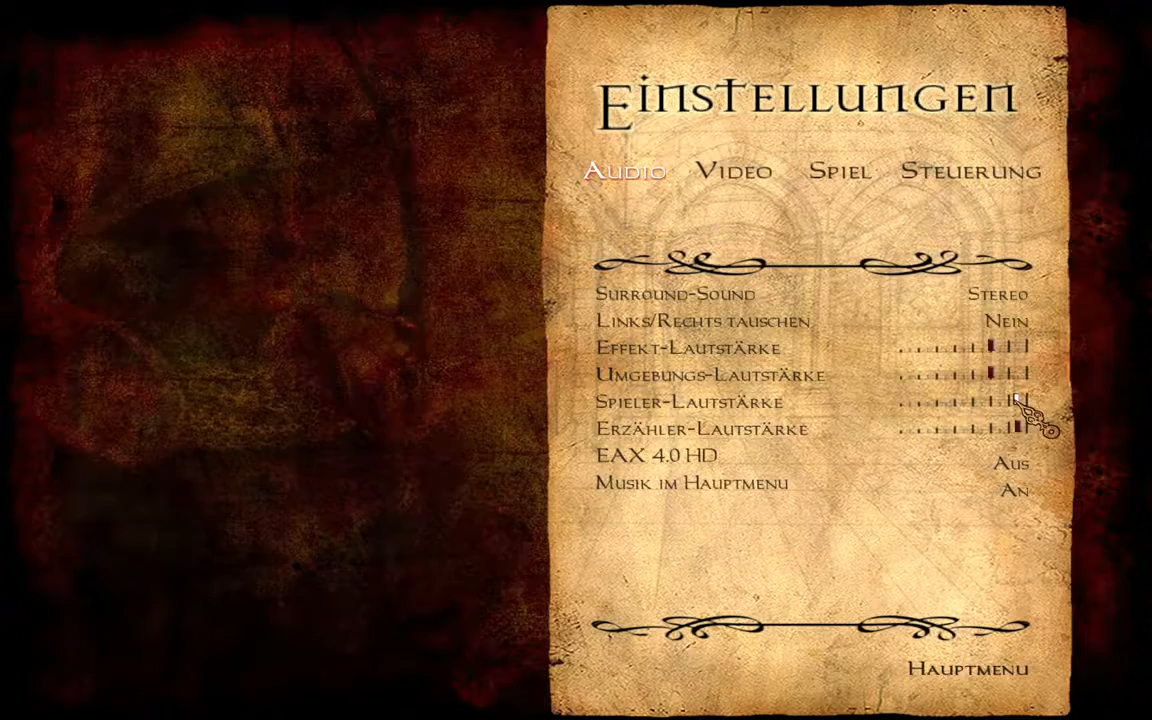 Einstellungen
Audio Video Spiel Steuerung
Surround-Sound Stereo
Links/Rechts tauschen Nein
Effekt-Lautstärke
Umgebungs-Lautstärke
Spieler-Lautstärke
Erzähler-Lautstärke
EAX 4.0 HD Aus
Musik im Hauptmenu An
Hauptmenu